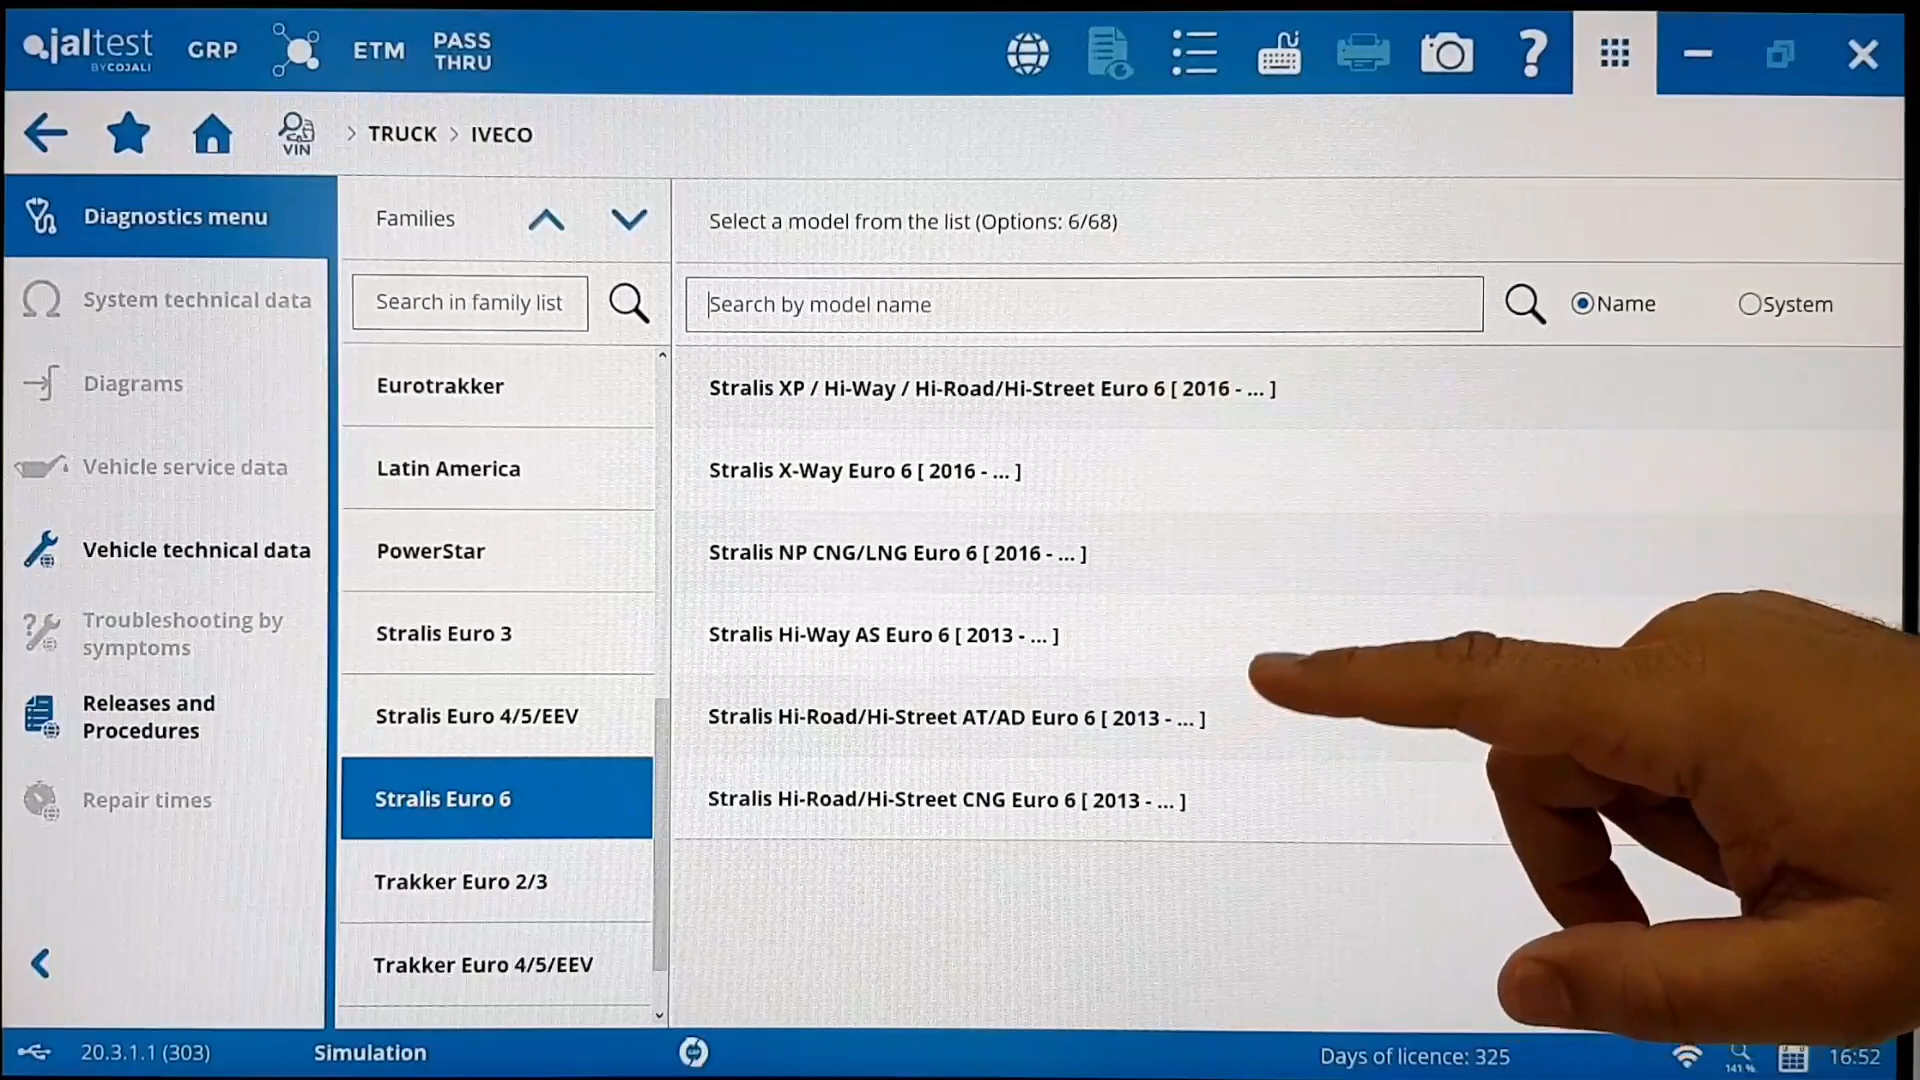 jaltest
BY COJALI
GRP
ETM
PASS
THRU
VIN
> TRUCK > IVECO
Diagnostics menu
System technical data
Diagrams
Vehicle service data
Vehicle technical data
Troubleshooting by
symptoms
Releases and
Procedures
Repair times
Families
Search in family list
Eurotrakker
Latin America
PowerStar
Stralis Euro 3
Stralis Euro 4/5/EEV
Stralis Euro 6
Trakker Euro 2/3
Trakker Euro 4/5/EEV
Select a model from the list (Options: 6/68)
Search by model name
Name
System
Stralis XP / Hi-Way / Hi-Road/Hi-Street Euro 6 [ 2016 - ... ]
Stralis X-Way Euro 6 [ 2016 - ... ]
Stralis NP CNG/LNG Euro 6 [ 2016 - ... ]
Stralis Hi-Way AS Euro 6 [ 2013 - ... ]
Stralis Hi-Road/Hi-Street AT/AD Euro 6 [ 2013 - ... ]
Stralis Hi-Road/Hi-Street CNG Euro 6 [ 2013 - ... ]
20.3.1.1 (303)
Simulation
Days of licence: 325
141 %
16:52